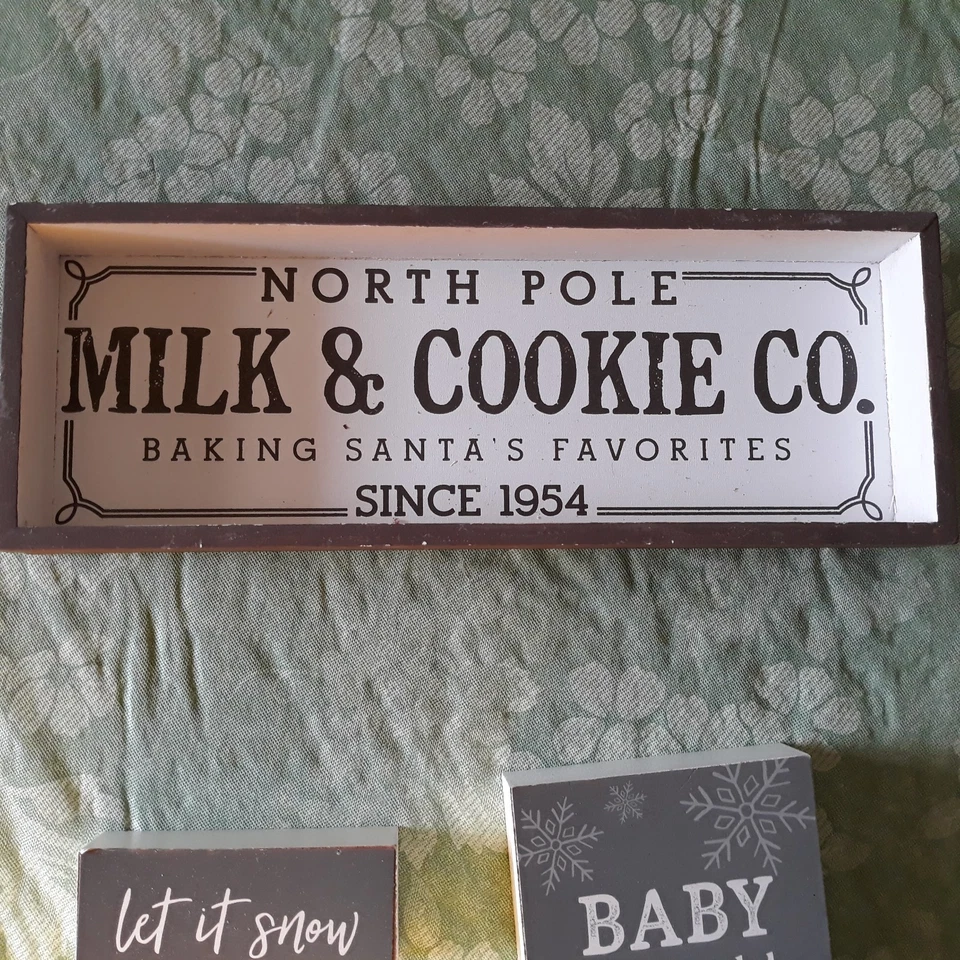 NORTH POLE
MILK & COOKIE CO.
BAKING SANTA'S FAVORITES
SINCE 1954
let it snow
BABY